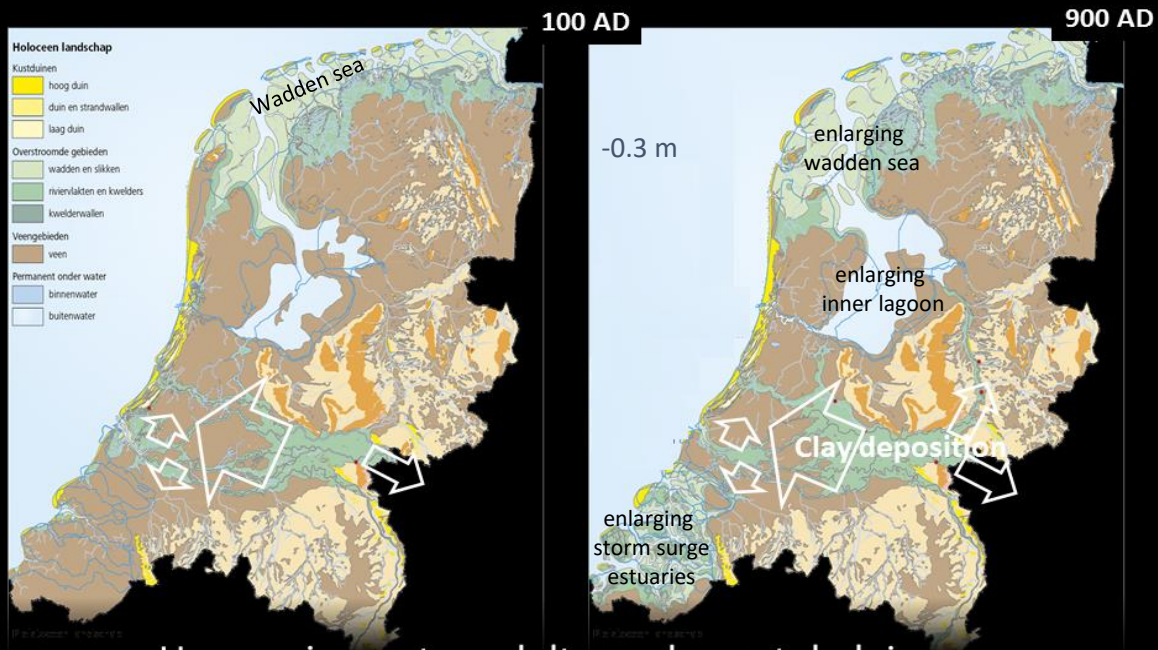 100 AD
900 AD
Holoceen landschap
Kustduinen
hoog duin
duin en strandwallen
laag duin
Overstroomde gebieden
wadden en slikken
riviervlakten en kwelders
kwelderwallen
Veengebieden
veen
Permanent onder water
binnenwater
buitenwater
Wadden sea
-0.3 m
enlarging
wadden sea
enlarging
inner lagoon
Clay deposition
enlarging
storm surge
estuaries